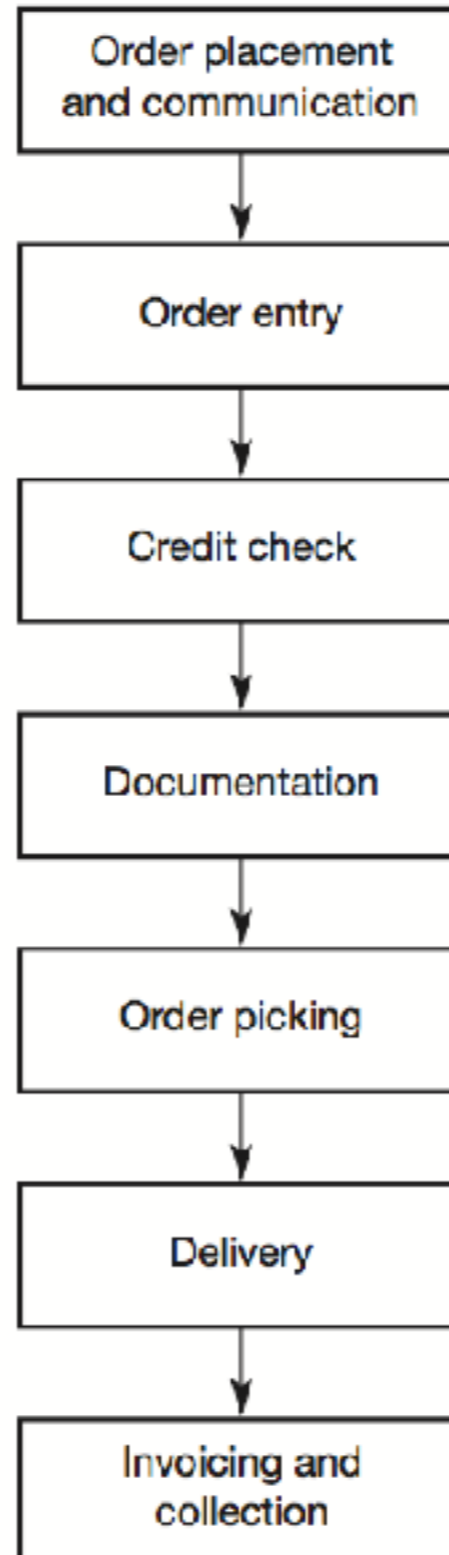 Order placement
and communication
Order entry
Credit check
Documentation
Order picking
Delivery
Invoicing and
collection